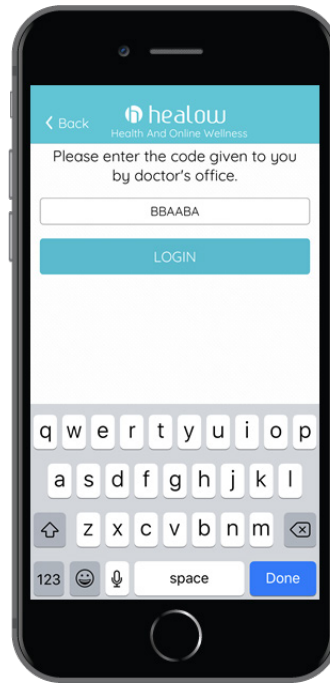 Back
healow
Health And Online Wellness
Please enter the code given to you
by doctor's office.
BBAABA
LOGIN
q w e r t y u i o p
a s d f g h j k l
z x c v b n m
123 space Done